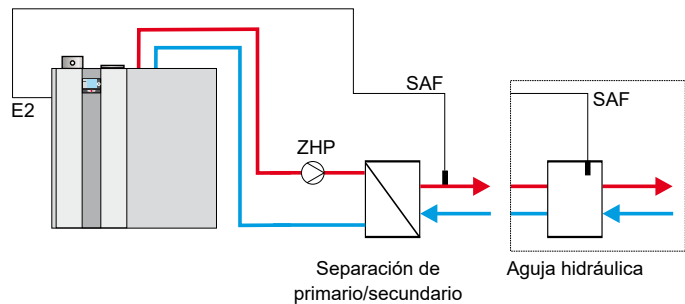 E2
SAF
SAF
ZHP
Separación de
primario/secundario
Aguja hidráulica